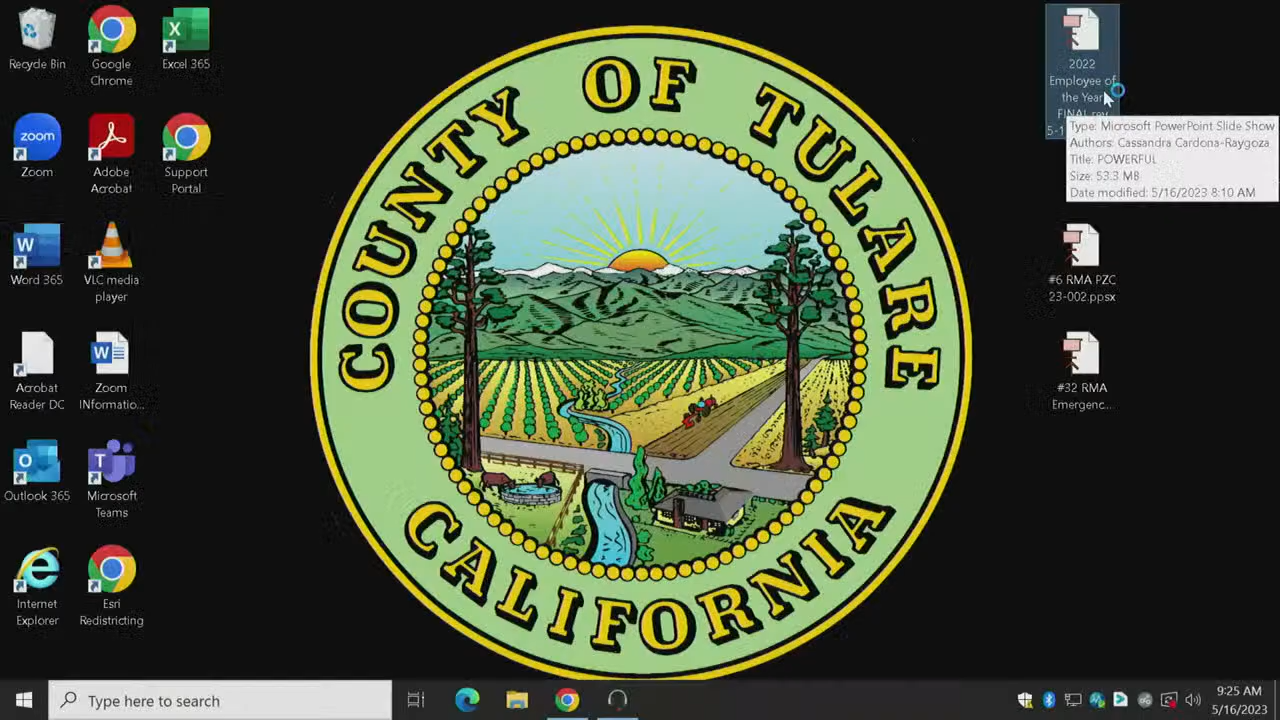 Recycle Bin
Google
Chrome
Excel 365
Zoom
Adobe
Acrobat
Support
Portal
Word 365
VLC media
player
Acrobat
Reader DC
Zoom
INformatio...
Outlook 365
Microsoft
Teams
Internet
Explorer
Esri
Redistricting
COUNTY OF TULARE
CALIFORNIA
2022
Employee of
the Year
FINAL rev
Type: Microsoft PowerPoint Slide Show
Authors: Cassandra Cardona-Raygoza
Title: POWERFUL
Size: 53.3 MB
Date modified: 5/16/2023 8:10 AM
#6 RMA PZC
23-002.ppsx
#32 RMA
Emergenc...
Type here to search
9:25 AM
5/16/2023